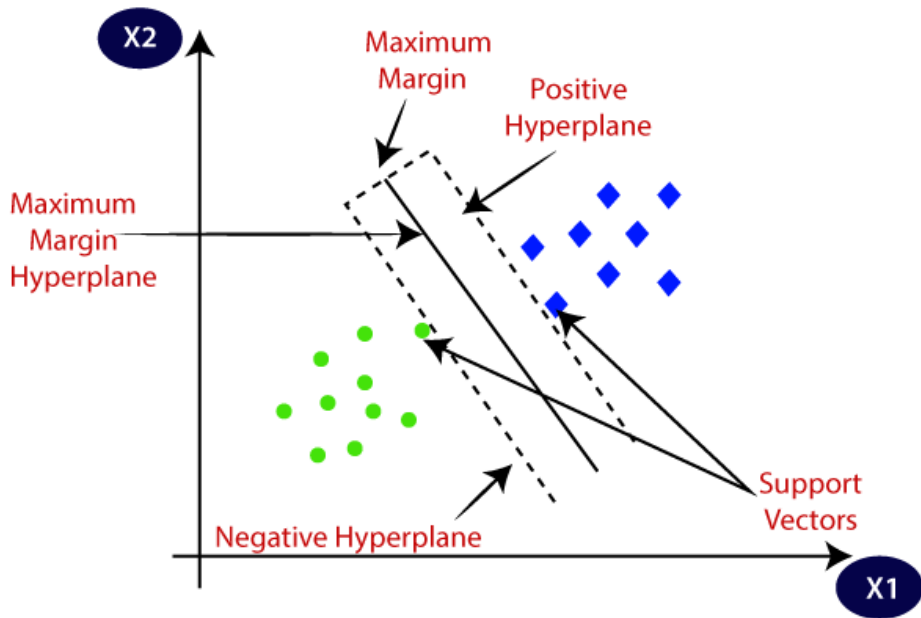 X2
Maximum
Margin
Positive
Hyperplane
Maximum
Margin
Hyperplane
Support
Vectors
Negative Hyperplane
X1